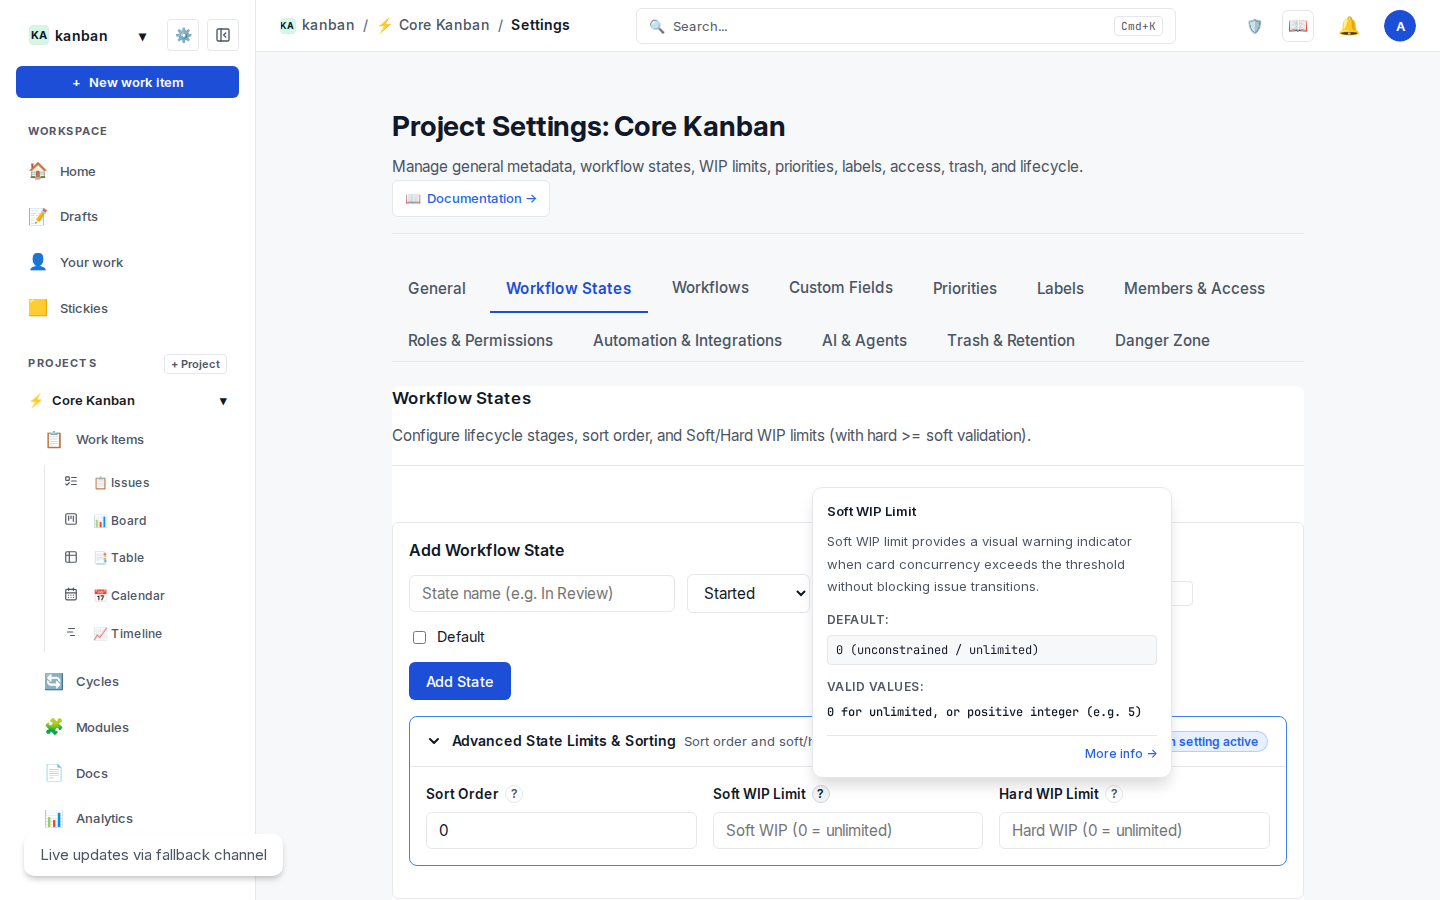 KA kanban ▾
+ New work item
WORKSPACE
Home
Drafts
Your work
Stickies
PROJECTS
+ Project
Core Kanban ▾
Work Items
Issues
Board
Table
Calendar
Timeline
Cycles
Modules
Docs
Analytics
Live updates via fallback channel
KA kanban / Core Kanban / Settings
Search...
Cmd+K
A
Project Settings: Core Kanban
Manage general metadata, workflow states, WIP limits, priorities, labels, access, trash, and lifecycle.
Documentation →
General Workflow States Workflows Custom Fields Priorities Labels Members & Access
Roles & Permissions Automation & Integrations AI & Agents Trash & Retention Danger Zone
Workflow States
Configure lifecycle stages, sort order, and Soft/Hard WIP limits (with hard >= soft validation).
Add Workflow State
State name (e.g. In Review)
Started
Default
Add State
Soft WIP Limit
Soft WIP limit provides a visual warning indicator
when card concurrency exceeds the threshold
without blocking issue transitions.
DEFAULT:
0 (unconstrained / unlimited)
VALID VALUES:
0 for unlimited, or positive integer (e.g. 5)
More info →
Advanced State Limits & Sorting Sort order and soft/
setting active
Sort Order ? Soft WIP Limit ? Hard WIP Limit ?
0
Soft WIP (0 = unlimited)
Hard WIP (0 = unlimited)